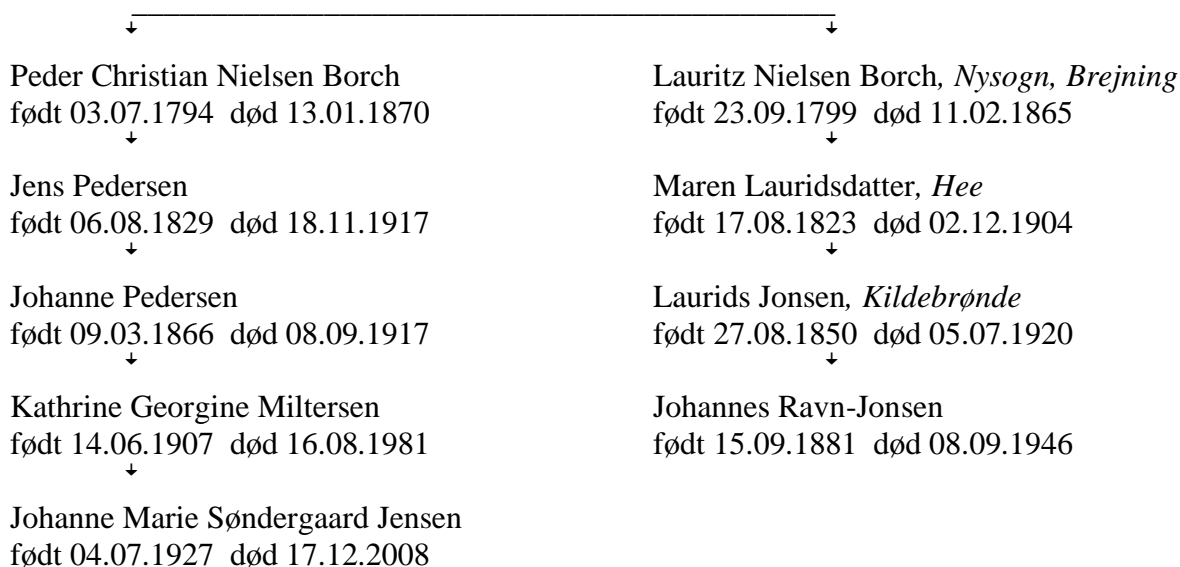 Peder Christian Nielsen Borch
født 03.07.1794 død 13.01.1870
Jens Pedersen
født 06.08.1829 død 18.11.1917
Johanne Pedersen
født 09.03.1866 død 08.09.1917
Kathrine Georgine Miltersen
født 14.06.1907 død 16.08.1981
Johanne Marie Søndergaard Jensen
født 04.07.1927 død 17.12.2008
Lauritz Nielsen Borch, Nysogn, Brejning
født 23.09.1799 død 11.02.1865
Maren Lauridsdatter, Hee
født 17.08.1823 død 02.12.1904
Laurids Jonsen, Kildebrønde
født 27.08.1850 død 05.07.1920
Johannes Ravn-Jonsen
født 15.09.1881 død 08.09.1946